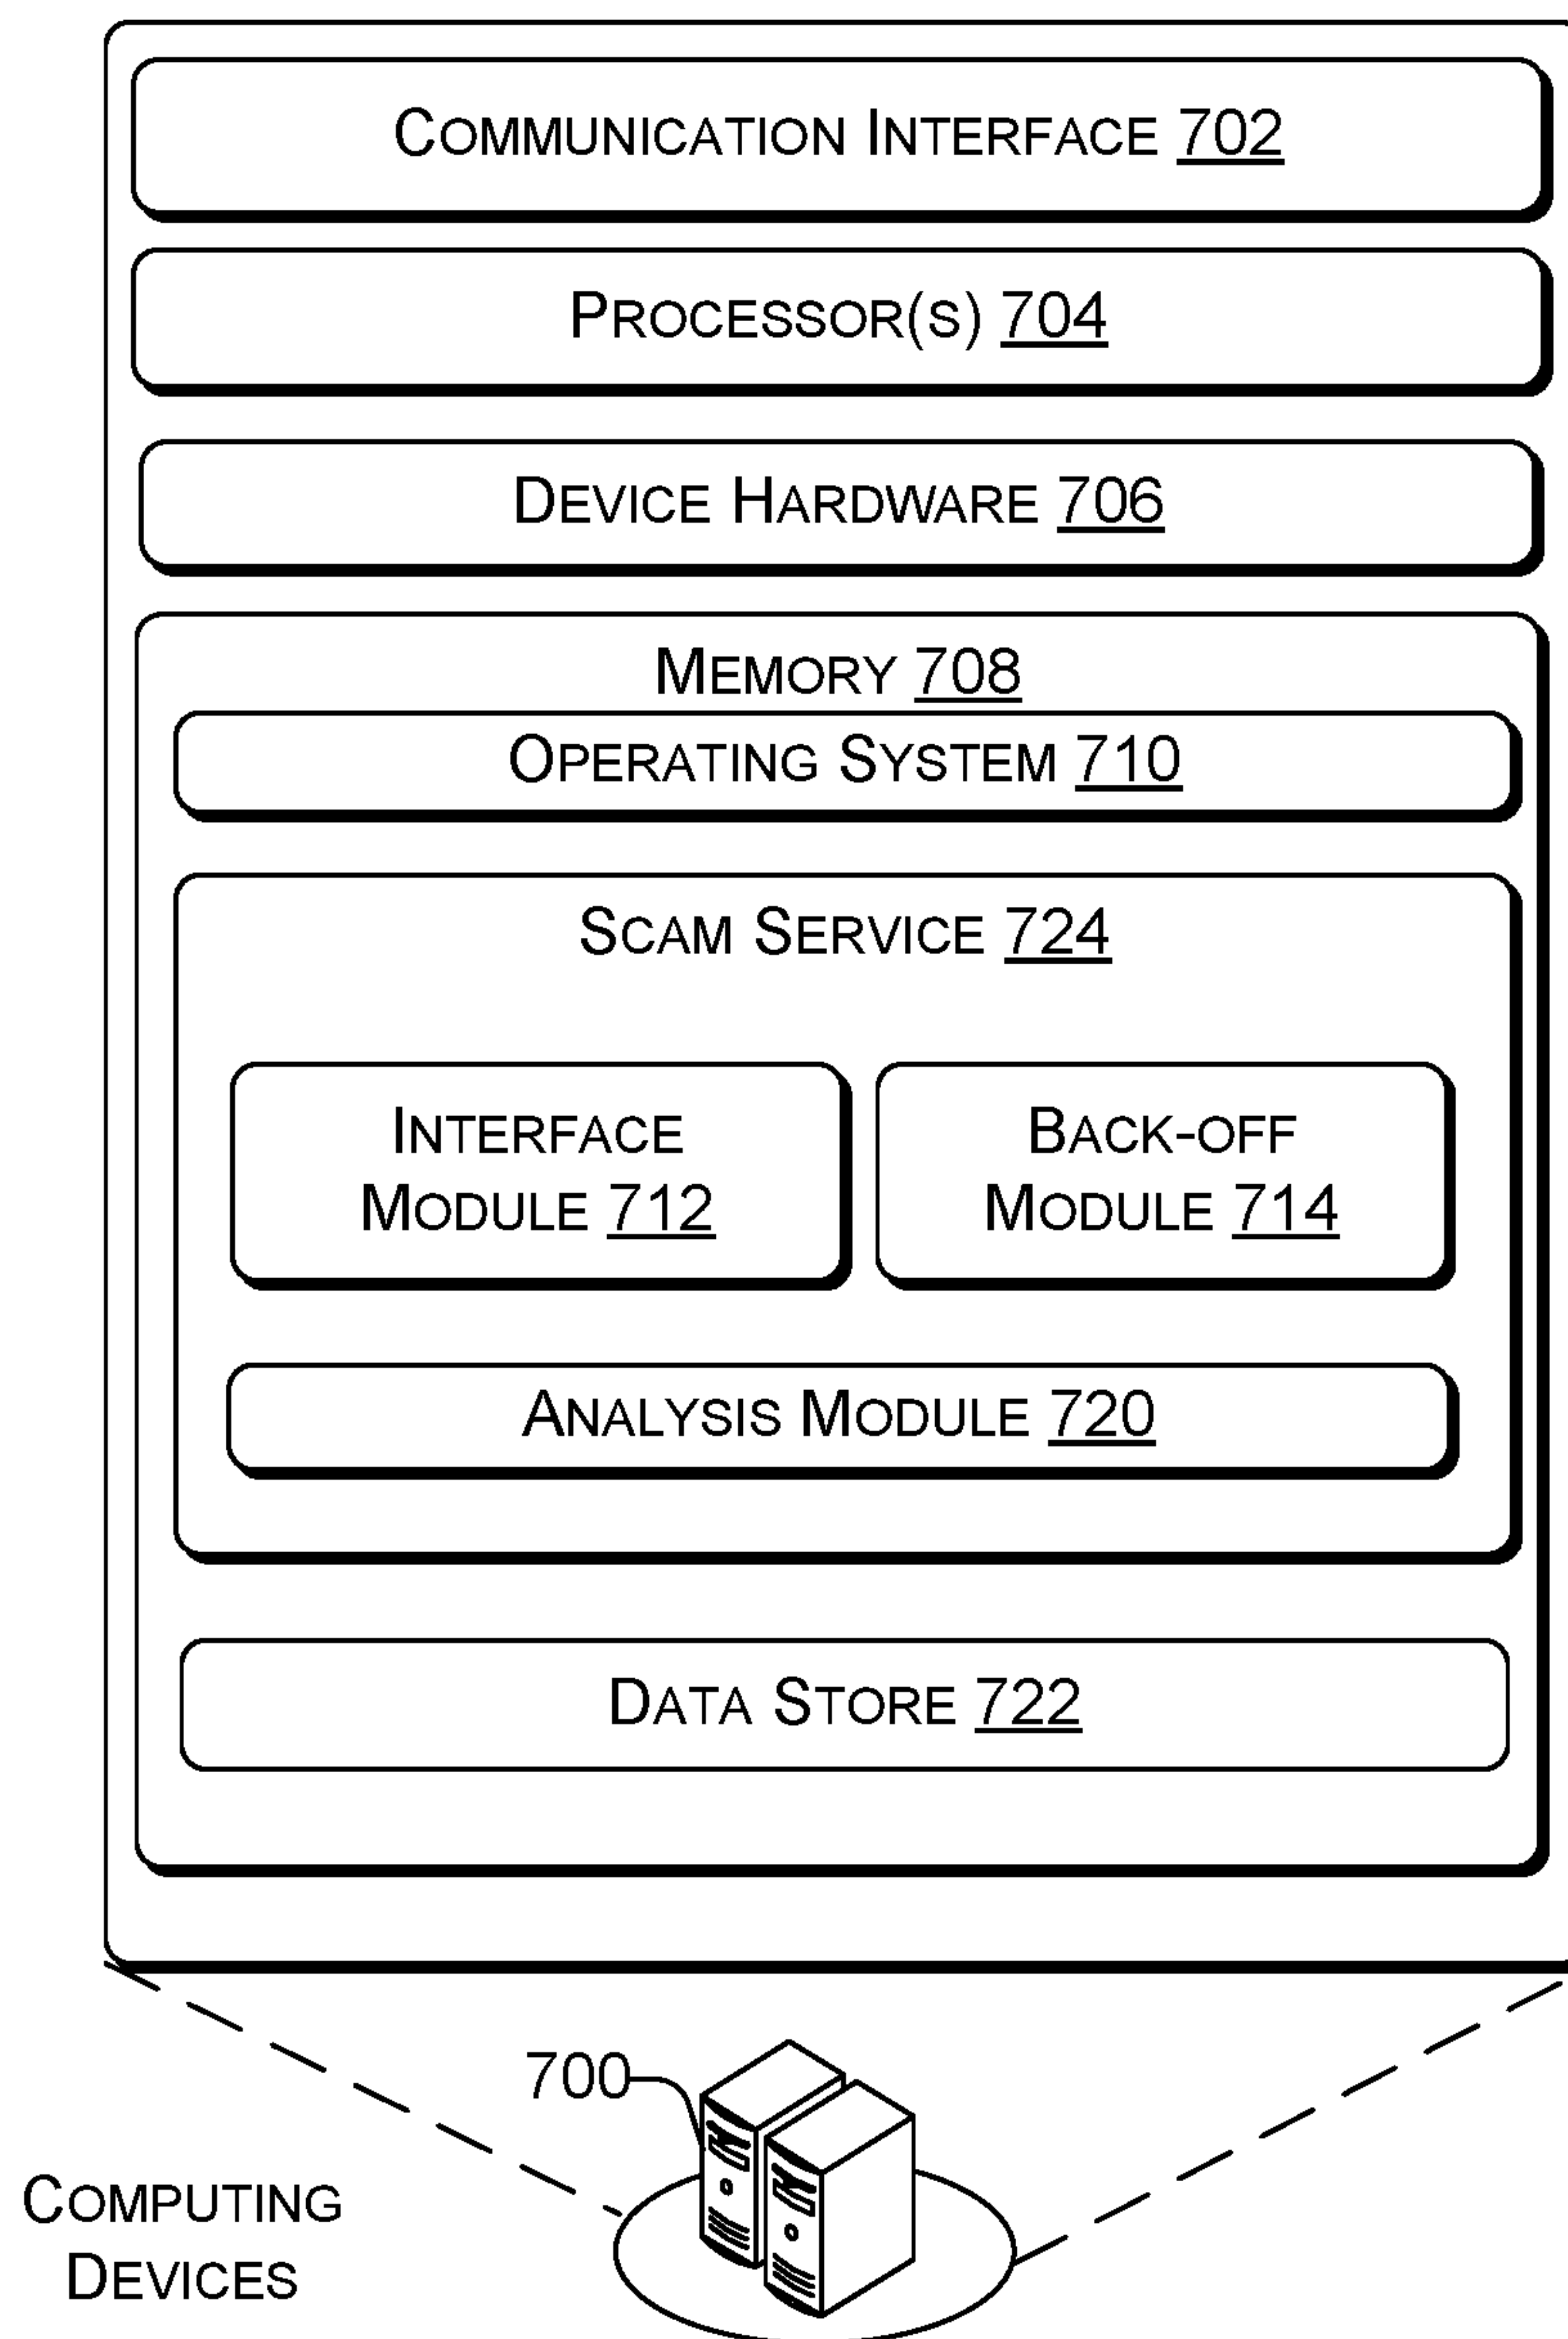 COMMUNICATION INTERFACE 702
PROCESSOR(S) 704
DEVICE HARDWARE 706
MEMORY 708
OPERATING SYSTEM 710
SCAM SERVICE 724
INTERFACE
MODULE 712
BACK-OFF
MODULE 714
ANALYSIS MODULE 720
DATA STORE 722
700
COMPUTING
DEVICES